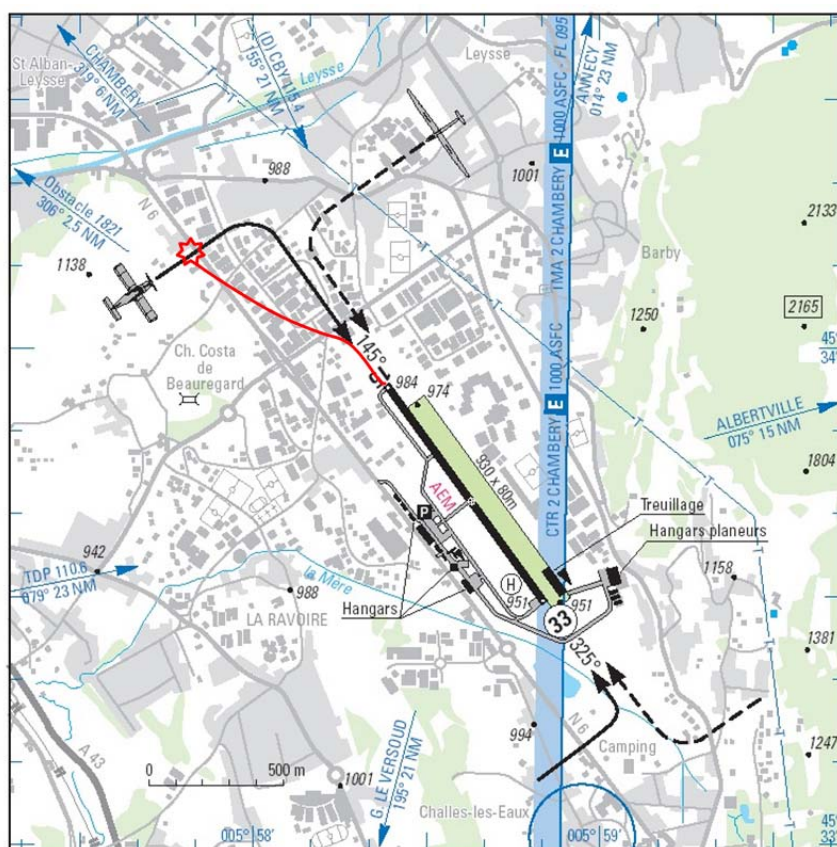 St Alban-
Leysse
CHAMBERY
319° 6 NM
(D) CBY 115.4
155° 21 NM
Leysse
Leysse
ANNECY
014° 23 NM
TMA 2 CHAMBERY E 1000 ASFC - FL 095
988
1001
N 6
Obstacle 1821
306° 2.5 NM
2133
1138
Barby
2165
1250
45°
34'
145°
Ch. Costa
de
Beauregard
984
974
CTR 2 CHAMBERY E 1000 ASFC
ALBERTVILLE
075° 15 NM
930 x 80m
1804
AEM
Treuillage
P
Hangars planeurs
942
TDP 110.6
079° 23 NM
la Mère
1158
988
H
951
951
Hangars
LA RAVOIRE
33
325°
1381
994
N 6
A 43
G. LE VERSOUD
195° 21 NM
Camping
1247
0
500 m
1001
Challes-les-Eaux
45°
005° 58'
005° 59'